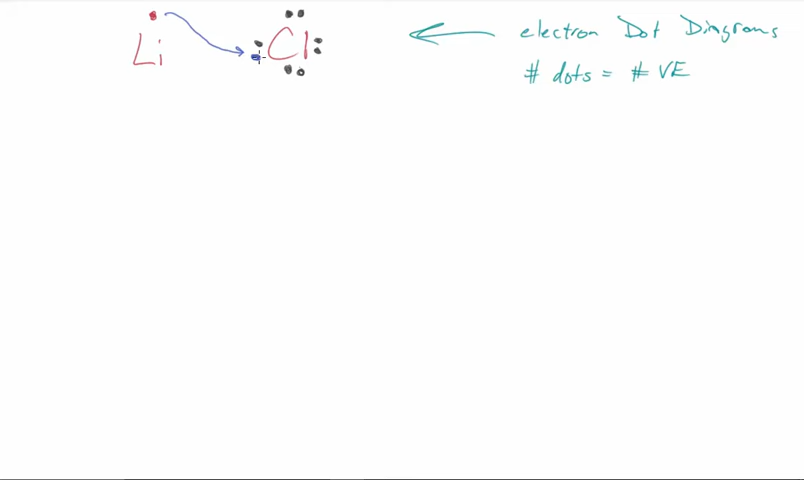 Li Cl electron Dot Diagrams
# dots = # VE